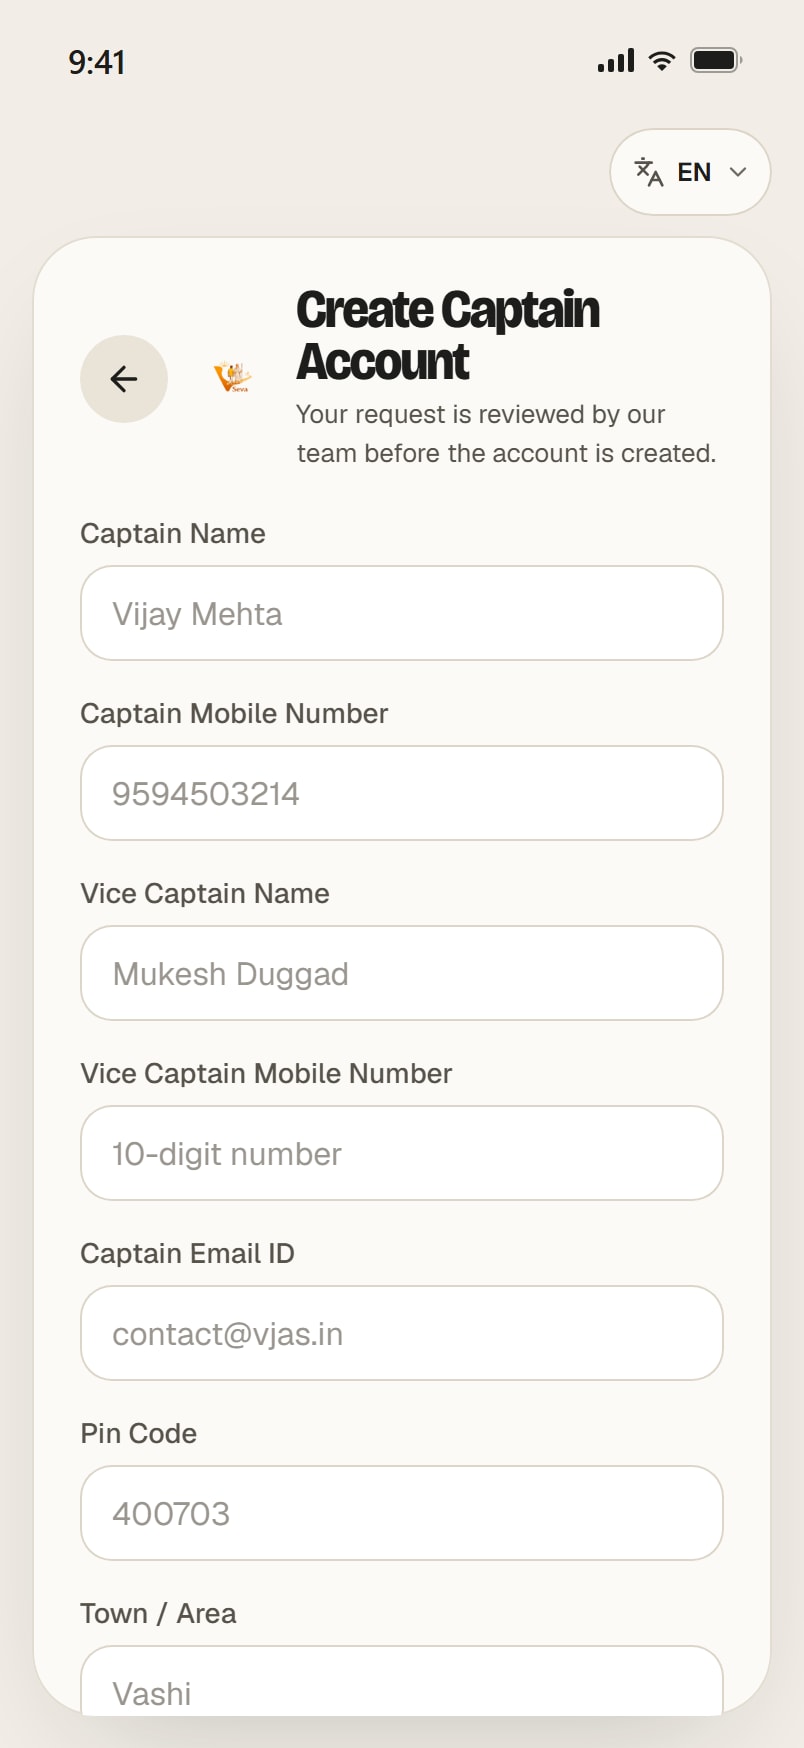 9:41
EN
Create Captain
Account
Your request is reviewed by our
team before the account is created.
Seva
Captain Name
Vijay Mehta
Captain Mobile Number
9594503214
Vice Captain Name
Mukesh Duggad
Vice Captain Mobile Number
10-digit number
Captain Email ID
contact@vjas.in
Pin Code
400703
Town / Area
Vashi